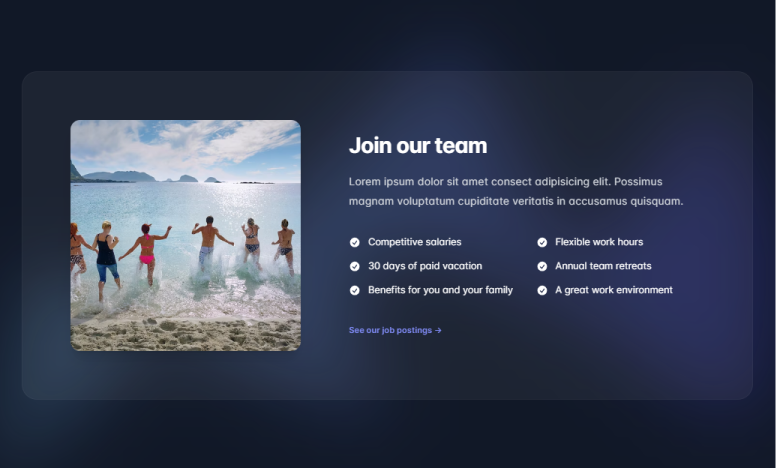 Join our team
Lorem ipsum dolor sit amet consect adipisicing elit. Possimus
magnam voluptatum cupiditate veritatis in accusamus quisquam.
Competitive salaries
Flexible work hours
30 days of paid vacation
Annual team retreats
Benefits for you and your family
A great work environment
See our job postings →